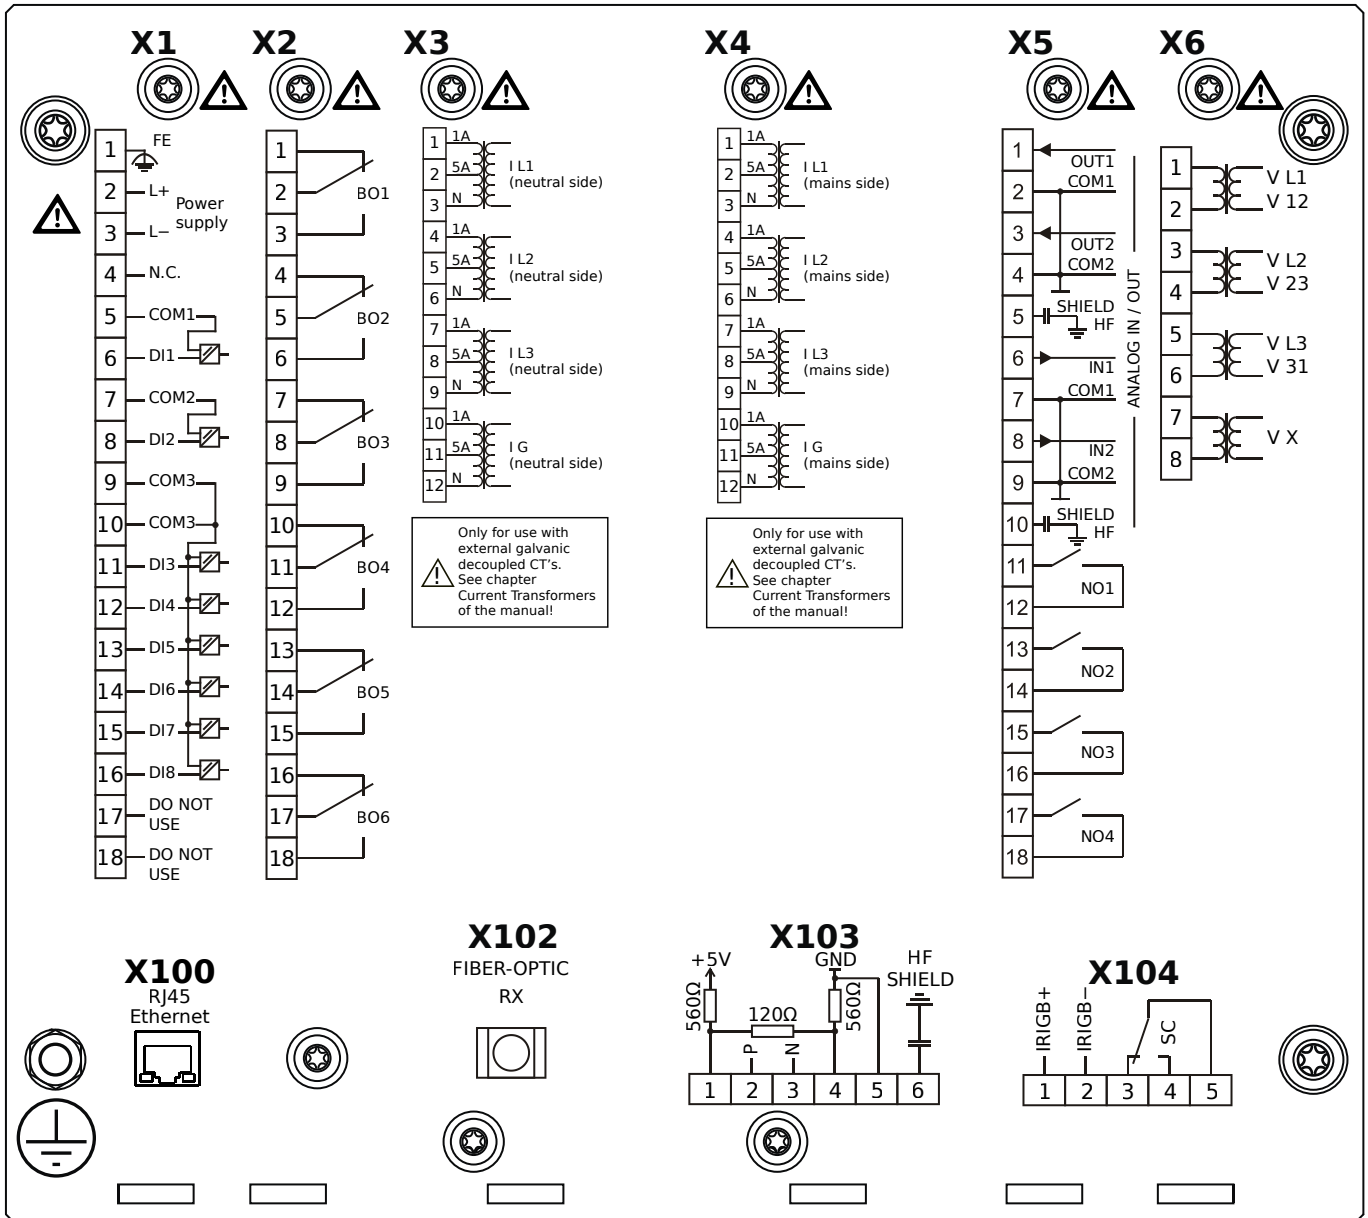 X1
X2
X3
X4
X5
X6
1 FE
2 L+
Power
supply
3 L−
4 N.C.
5 COM1
6 DI1
7 COM2
8 DI2
9 COM3
10 COM3
11 DI3
12 DI4
13 DI5
14 DI6
15 DI7
16 DI8
17 DO NOT
USE
18 DO NOT
USE
1
2 BO1
3
4
5 BO2
6
7
8 BO3
9
10
11 BO4
12
13
14 BO5
15
16
17 BO6
18
1 1A
2 5A
3 N
I L1
(neutral side)
4 1A
5 5A
6 N
I L2
(neutral side)
7 1A
8 5A
9 N
I L3
(neutral side)
10 1A
11 5A
12 N
I G
(neutral side)
Only for use with
external galvanic
decoupled CT's.
See chapter
Current Transformers
of the manual!
1 1A
2 5A
3 N
I L1
(mains side)
4 1A
5 5A
6 N
I L2
(mains side)
7 1A
8 5A
9 N
I L3
(mains side)
10 1A
11 5A
12 N
I G
(mains side)
Only for use with
external galvanic
decoupled CT's.
See chapter
Current Transformers
of the manual!
1 OUT1
2 COM1
3 OUT2
4 COM2
5 SHIELD
HF
6 IN1
7 COM1
8 IN2
9 COM2
10 SHIELD
HF
ANALOG IN / OUT
11
NO1
12
13
NO2
14
15
NO3
16
17
NO4
18
1 V L1
2 V 12
3 V L2
4 V 23
5 V L3
6 V 31
7
V X
8
X100
RJ45
Ethernet
X102
FIBER-OPTIC
RX
X103
+5V
GND
HF
SHIELD
560Ω
120Ω
560Ω
P
N
1 2 3 4 5 6
X104
IRIGB+
IRIGB−
SC
1 2 3 4 5